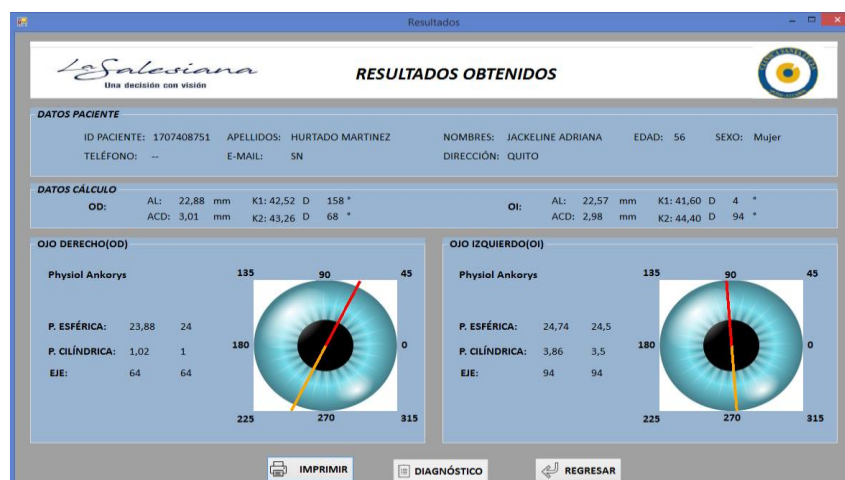 Resultados
La Salesiana
Una decisión con visión
RESULTADOS OBTENIDOS
DATOS PACIENTE
ID PACIENTE: 1707408751 APELLIDOS: HURTADO MARTINEZ NOMBRES: JACKELINE ADRIANA EDAD: 56 SEXO: Mujer
TELÉFONO: -- E-MAIL: SN DIRECCIÓN: QUITO
DATOS CÁLCULO
OD: AL: 22,88 mm K1: 42,52 D 158 °
ACD: 3,01 mm K2: 43,26 D 68 °
OI: AL: 22,57 mm K1: 41,60 D 4 °
ACD: 2,98 mm K2: 44,40 D 94 °
OJO DERECHO(OD)
Physiol Ankorys
135 90 45
P. ESFÉRICA: 23,88 24
P. CILÍNDRICA: 1,02 1
180 0
EJE: 64 64
225 270 315
OJO IZQUIERDO(OI)
Physiol Ankorys
135 90 45
P. ESFÉRICA: 24,74 24,5
P. CILÍNDRICA: 3,86 3,5
180 0
EJE: 94 94
225 270 315
IMPRIMIR DIAGNÓSTICO REGRESAR